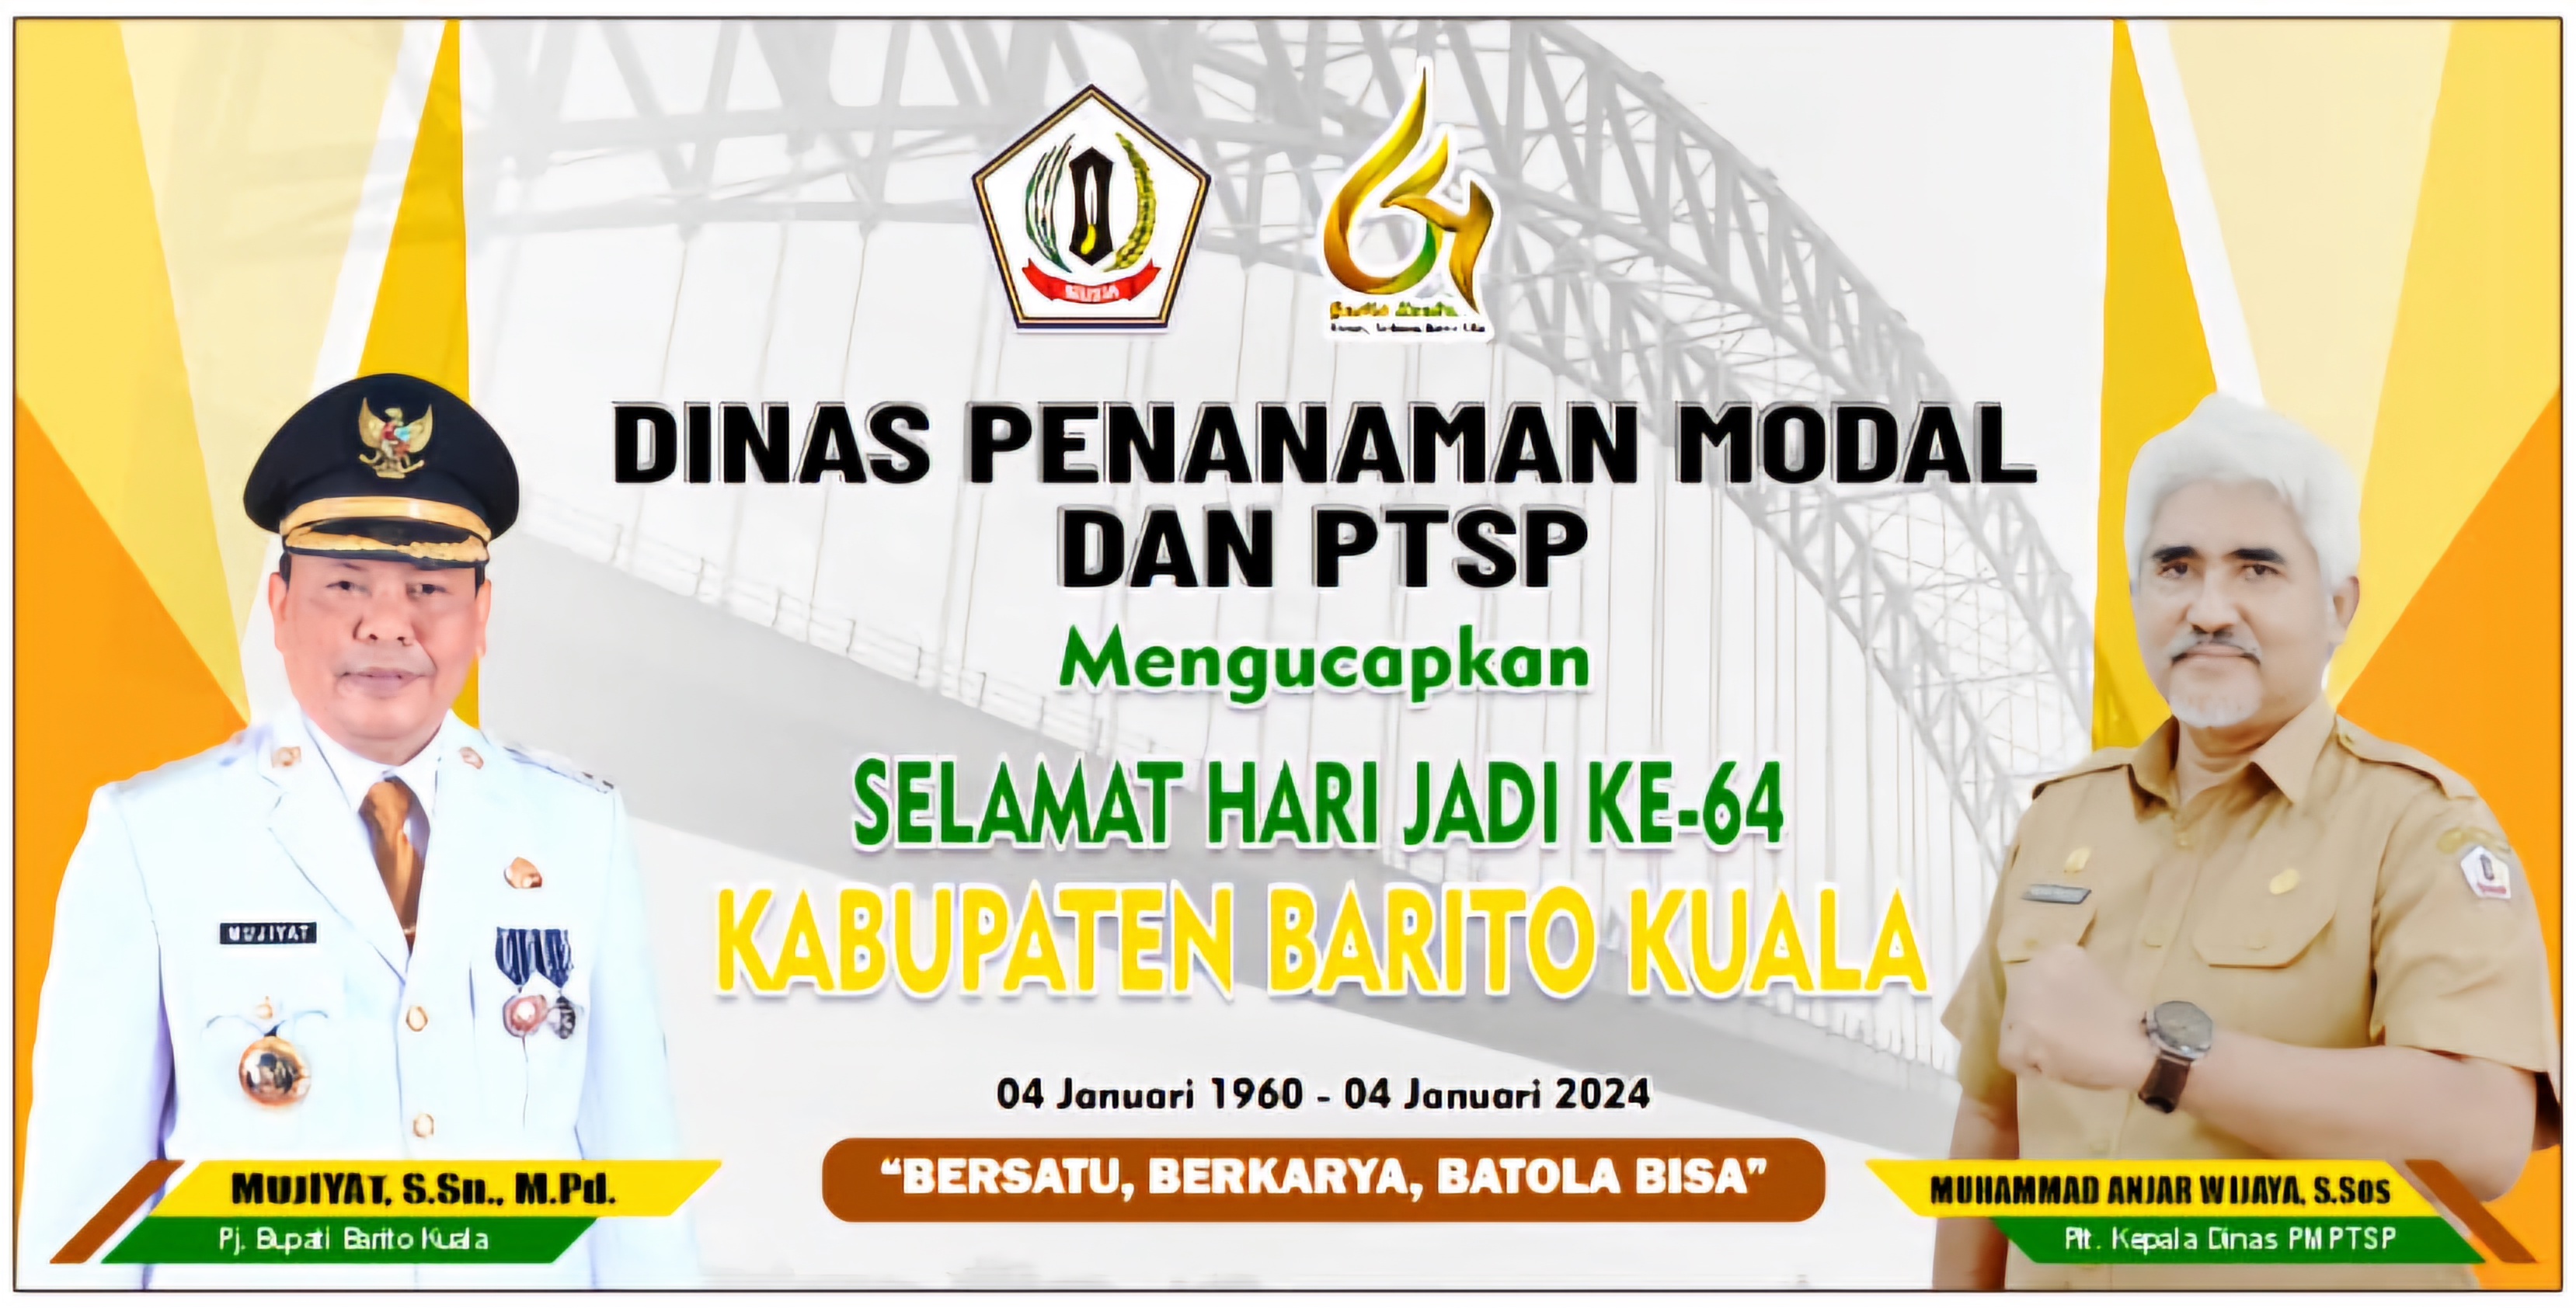 DINAS PENANAMAN MODAL
DAN PTSP
Mengucapkan
SELAMAT HARI JADI KE-64
KABUPATEN BARITO KUALA
04 Januari 1960 - 04 Januari 2024
“BERSATU, BERKARYA, BATOLA BISA”
64
MUJIYAT
MUJIYAT, S.Sn., M.Pd.
Pj. Bupati Barito Kuala
MUHAMMAD ANJAR WIJAYA, S.Sos
Plt. Kepala Dinas PMPTSP